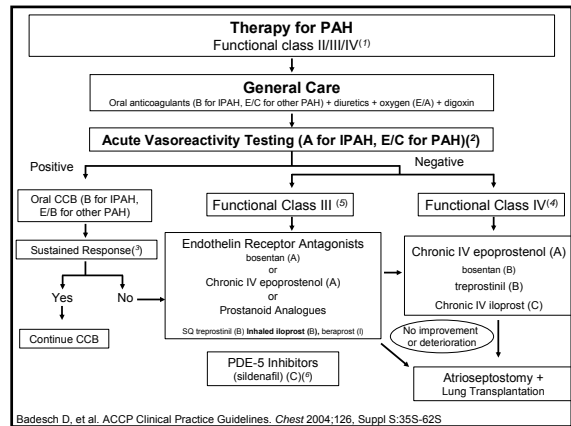 Therapy for PAH
Functional class II/III/IV(1)
General Care
Oral anticoagulants (B for IPAH, E/C for other PAH) + diuretics + oxygen (E/A) + digoxin
Acute Vasoreactivity Testing (A for IPAH, E/C for PAH)(2)
Positive
Negative
Oral CCB (B for IPAH,
E/B for other PAH)
Functional Class III (5)
Functional Class IV(4)
Sustained Response(3)
Yes
No
Continue CCB
Endothelin Receptor Antagonists
bosentan (A)
or
Chronic IV epoprostenol (A)
or
Prostanoid Analogues
SQ treprostinil (B) Inhaled iloprost (B), beraprost (I)
Chronic IV epoprostenol (A)
bosentan (B)
treprostinil (B)
Chronic IV iloprost (C)
No improvement
or deterioration
PDE-5 Inhibitors
(sildenafil) (C)(6)
Atrioseptostomy +
Lung Transplantation
Badesch D, et al. ACCP Clinical Practice Guidelines. Chest 2004;126, Suppl S:35S-62S